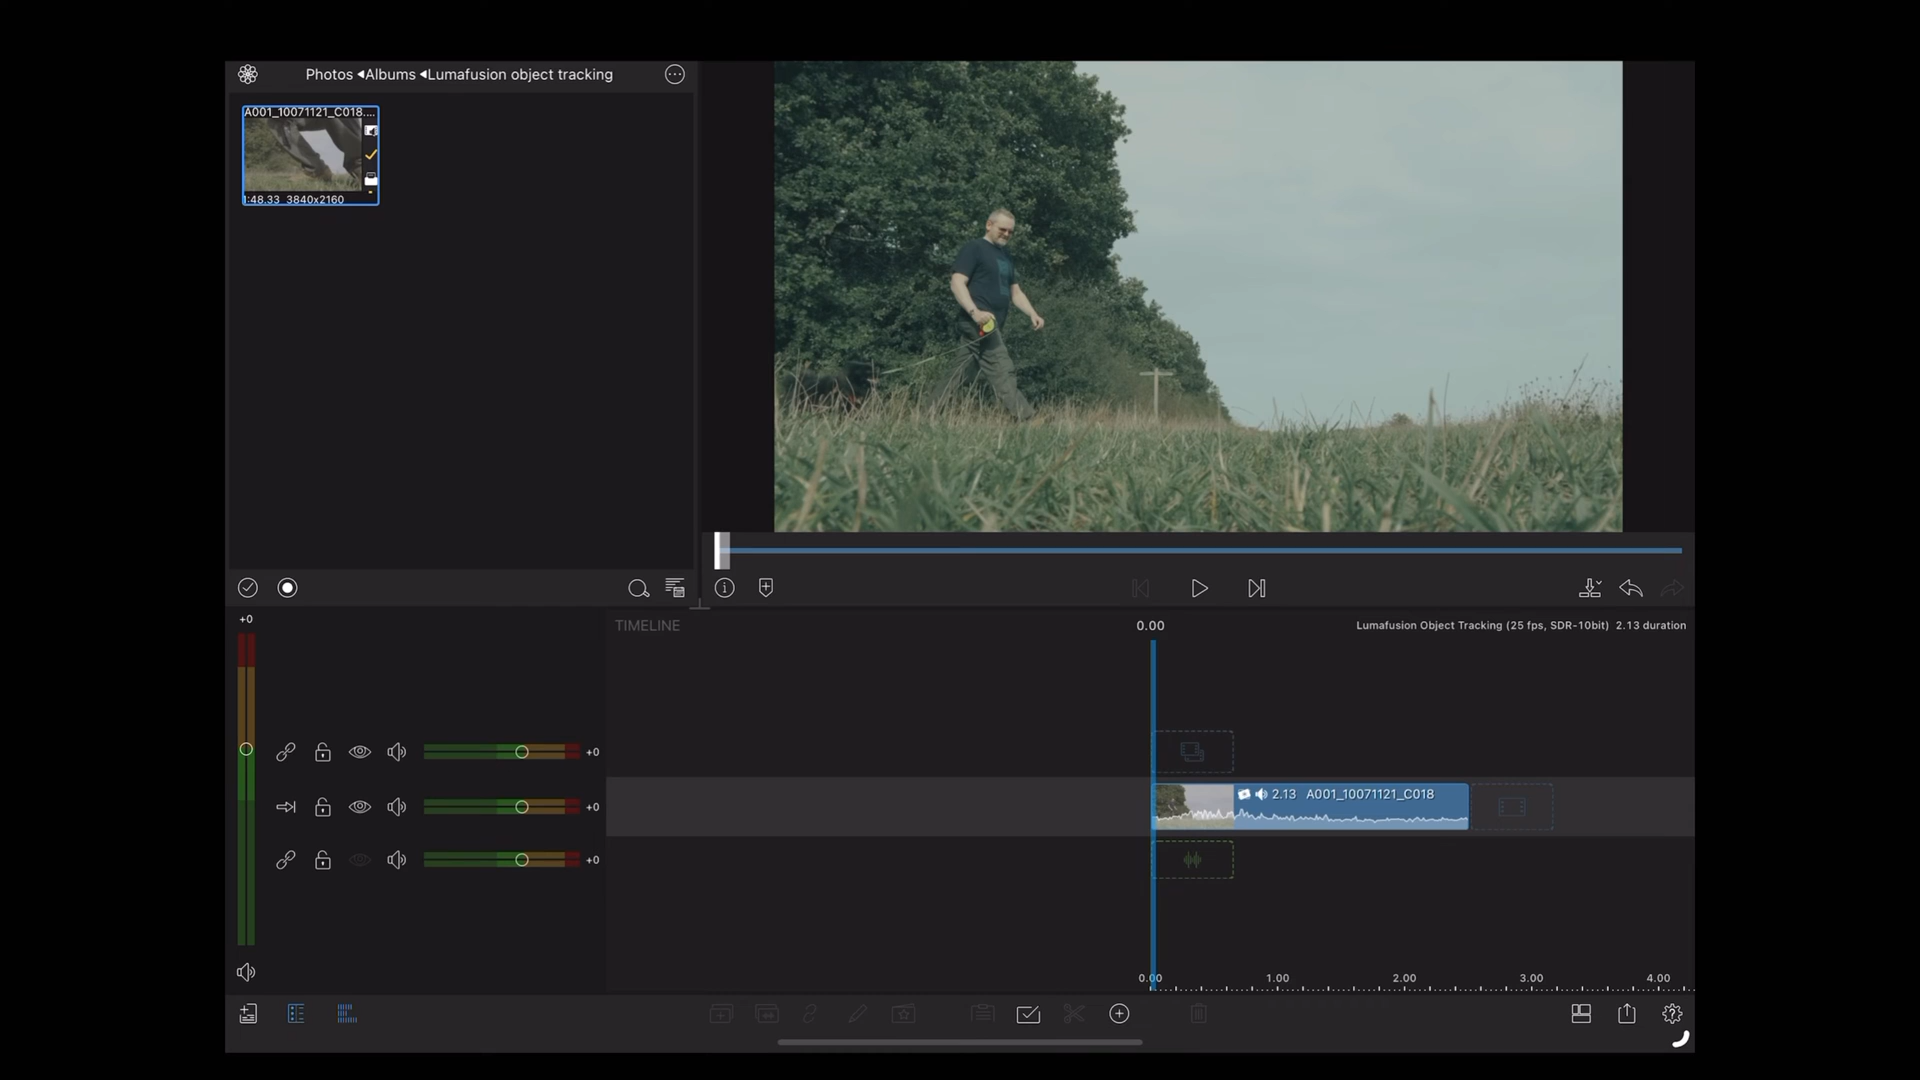 Photos ◂Albums ◂Lumafusion object tracking
A001_10071121_C018....
1:48.33 3840x2160
+0
TIMELINE
0.00
Lumafusion Object Tracking (25 fps, SDR-10bit) 2.13 duration
+0
+0
2.13 A001_10071121_C018
+0
0.00 1.00 2.00 3.00 4.00